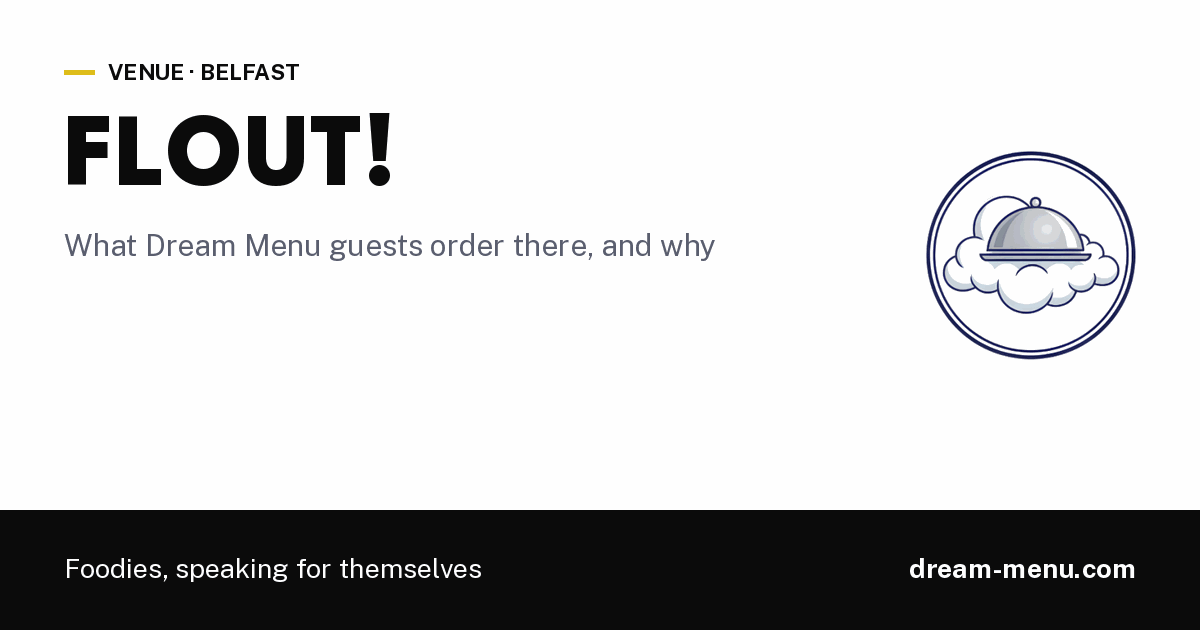 VENUE · BELFAST
FLOUT!
What Dream Menu guests order there, and why
Foodies, speaking for themselves
dream-menu.com